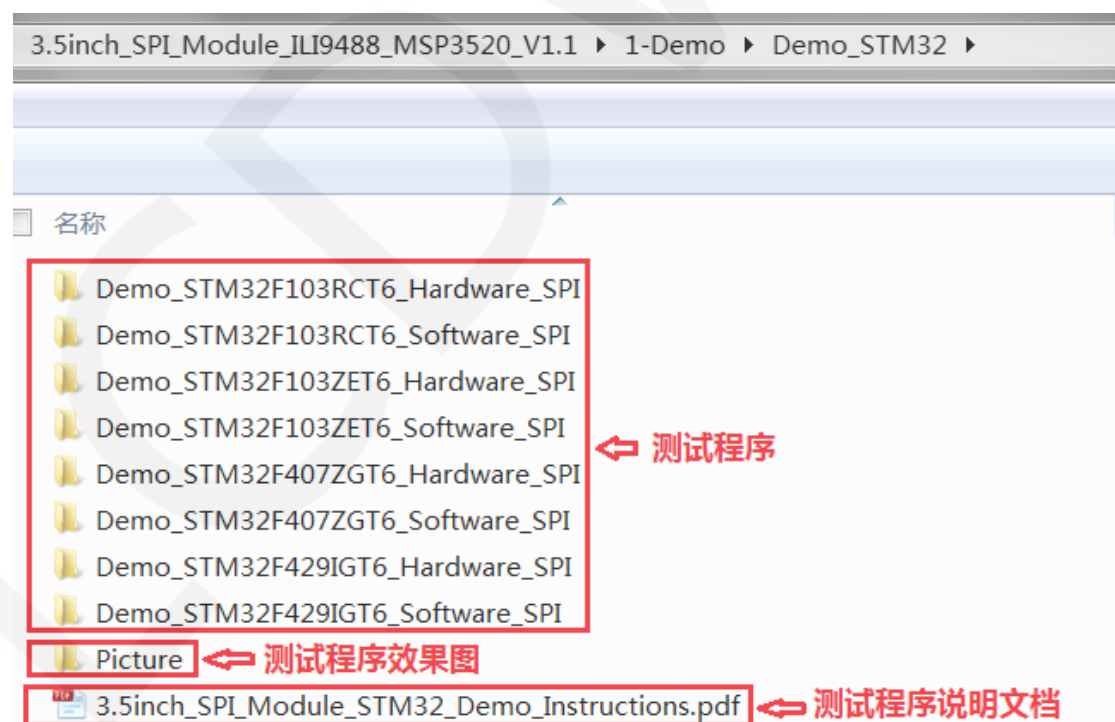 3.5inch_SPI_Module_ILI9488_MSP3520_V1.1 ▸ 1-Demo ▸ Demo_STM32 ▸
名称
Demo_STM32F103RCT6_Hardware_SPI
Demo_STM32F103RCT6_Software_SPI
Demo_STM32F103ZET6_Hardware_SPI
Demo_STM32F103ZET6_Software_SPI
测试程序
Demo_STM32F407ZGT6_Hardware_SPI
Demo_STM32F407ZGT6_Software_SPI
Demo_STM32F429IGT6_Hardware_SPI
Demo_STM32F429IGT6_Software_SPI
Picture 测试程序效果图
3.5inch_SPI_Module_STM32_Demo_Instructions.pdf 测试程序说明文档